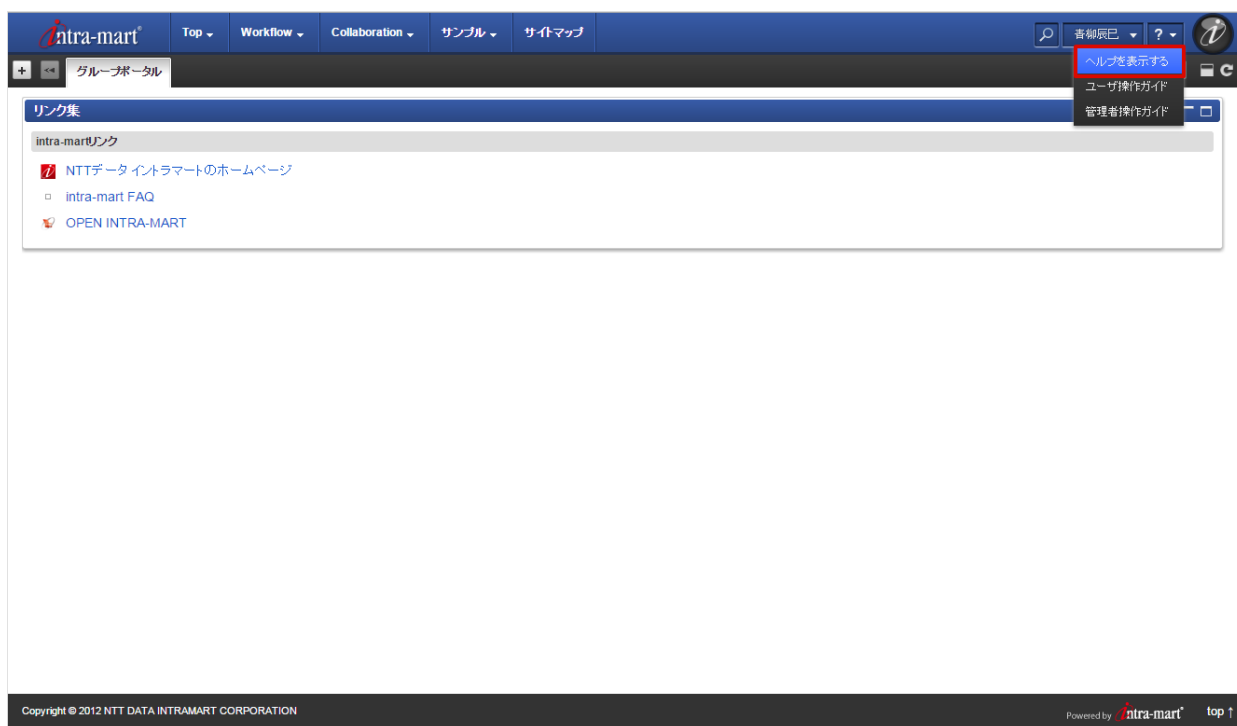 intra-mart®
Top
Workflow
Collaboration
サンプル
サイトマップ
青柳辰巳
?
グループポータル
ヘルプを表示する
ユーザ操作ガイド
管理者操作ガイド
リンク集
intra-martリンク
NTTデータ イントラマートのホームページ
intra-mart FAQ
OPEN INTRA-MART
Copyright © 2012 NTT DATA INTRAMART CORPORATION
Powered by intra-mart®
top ↑